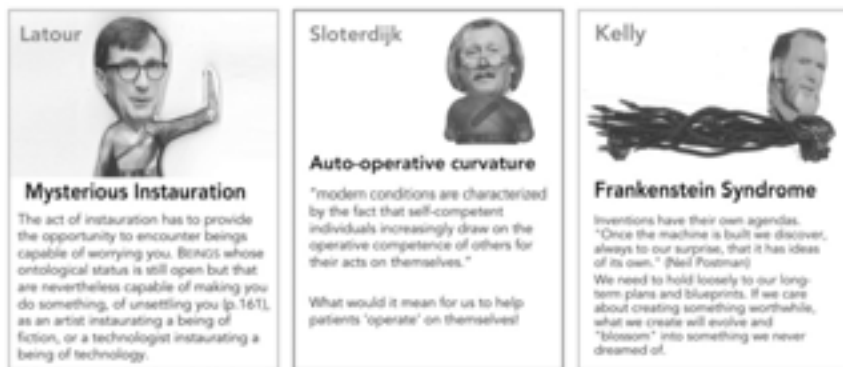 Latour
Mysterious Instauration
The act of instauration has to provide
the opportunity to encounter beings
capable of worrying you. BEINGS whose
ontological status is still open but that
are nevertheless capable of making you
do something, of unsettling you (p.161),
as an artist instaurating a being of
fiction, or a technologist instaurating a
being of technology.
Sloterdijk
Auto-operative curvature
"modern conditions are characterized
by the fact that self-competent
individuals increasingly draw on the
operative competence of others for
their acts on themselves."
What would it mean for us to help
patients 'operate' on themselves!
Kelly
Frankenstein Syndrome
Inventions have their own agendas.
"Once the machine is built we discover,
always to our surprise, that it has ideas
of its own." (Neil Postman)
We need to hold loosely to our long-
term plans and blueprints. If we care
about creating something worthwhile,
what we create will evolve and
"blossom" into something we never
dreamed of.